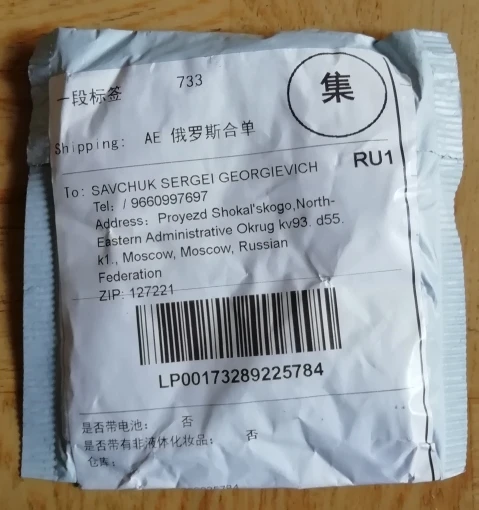 一段标签 733 集
Shipping: AE 俄罗斯合单
RU1
To: SAVCHUK SERGEI GEORGIEVICH
Tel: / 9660997697
Address: Proyezd Shokal'skogo,North-
Eastern Administrative Okrug kv93. d55.
k1., Moscow, Moscow, Russian
Federation
ZIP: 127221
LP00173289225784
是否带电池: 否
是否带有非液体化妆品: 否
仓库: